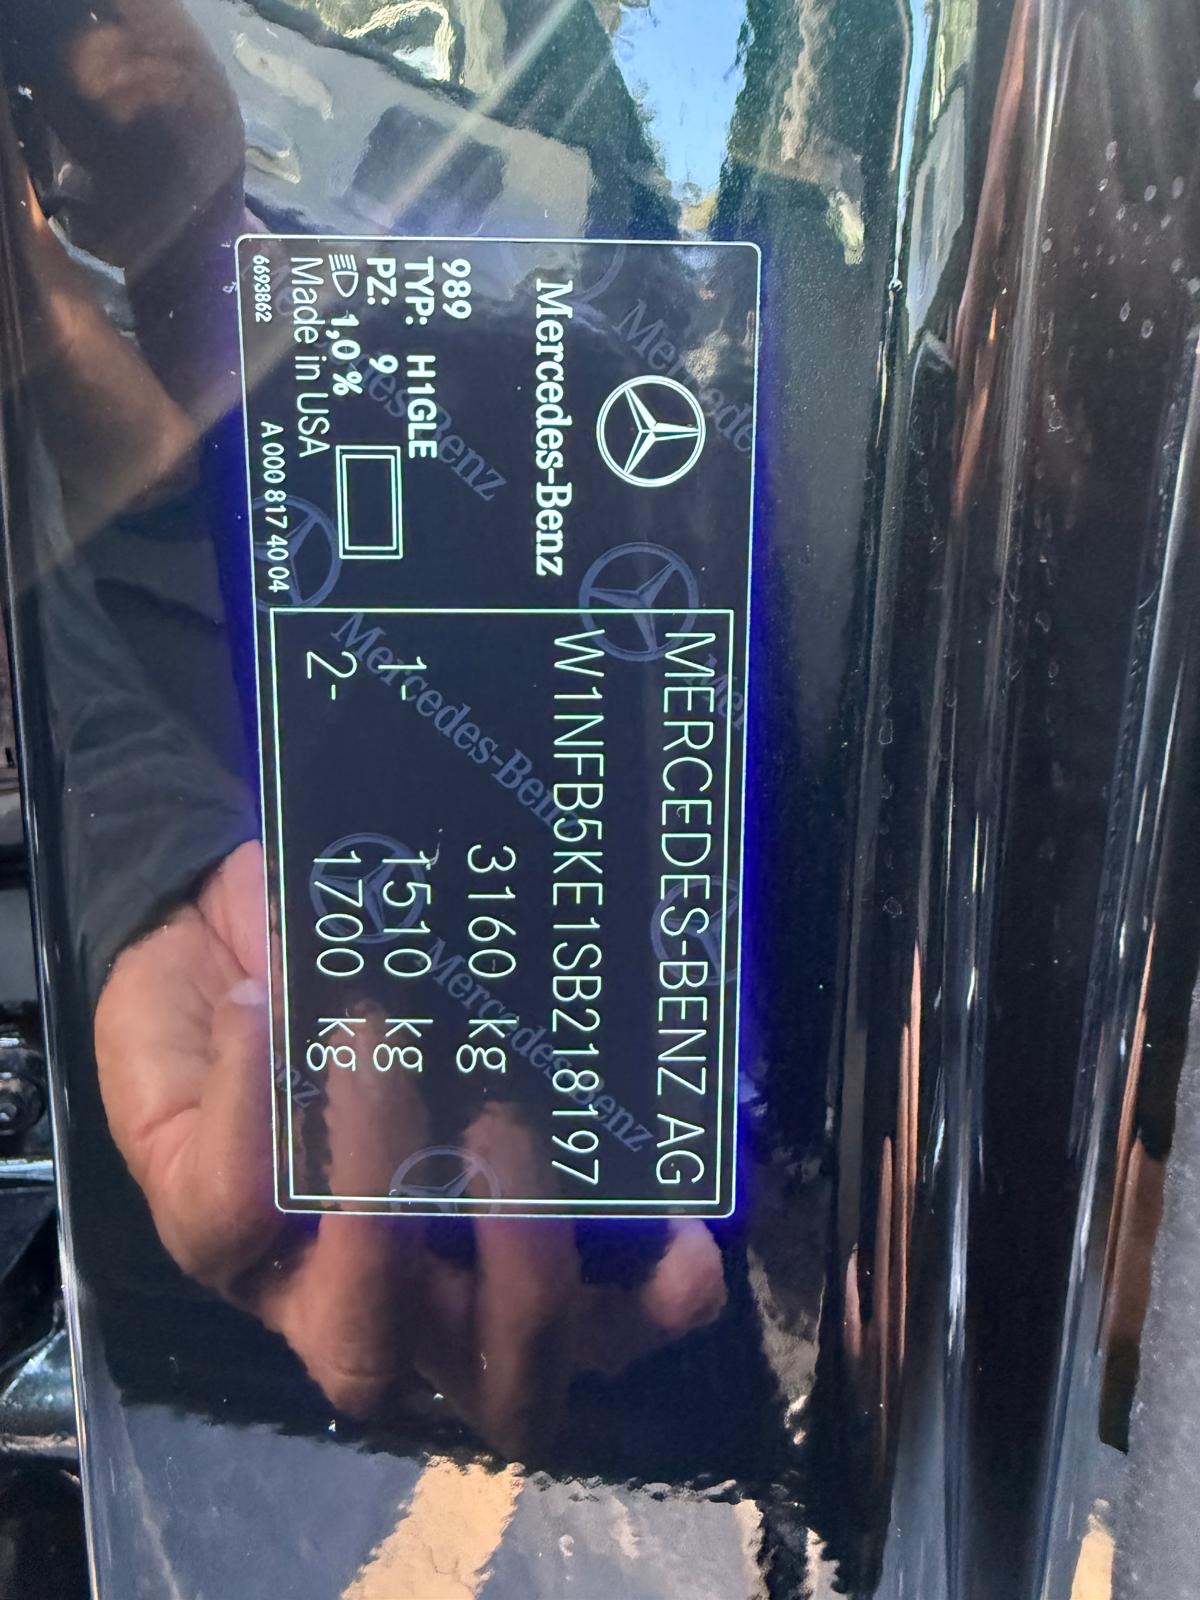 Mercedes-Benz
989
TYP: H1GLE
PZ: 9
1,0 %
Made in USA
6693862
A 000 817 40 04
MERCEDES-BENZ AG
W1NFB5KE1SB218197
3160 kg
1- 1510 kg
2- 1700 kg